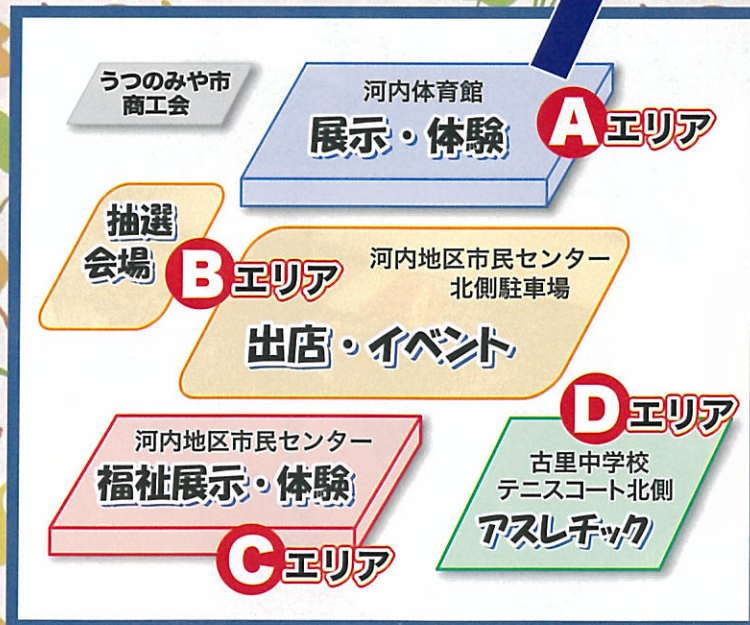 うつのみや市
商工会
河内体育館
展示・体験
Aエリア
抽選
会場
Bエリア
河内地区市民センター
北側駐車場
出店・イベント
Dエリア
河内地区市民センター
福祉展示・体験
Cエリア
古里中学校
テニスコート北側
アスレチック